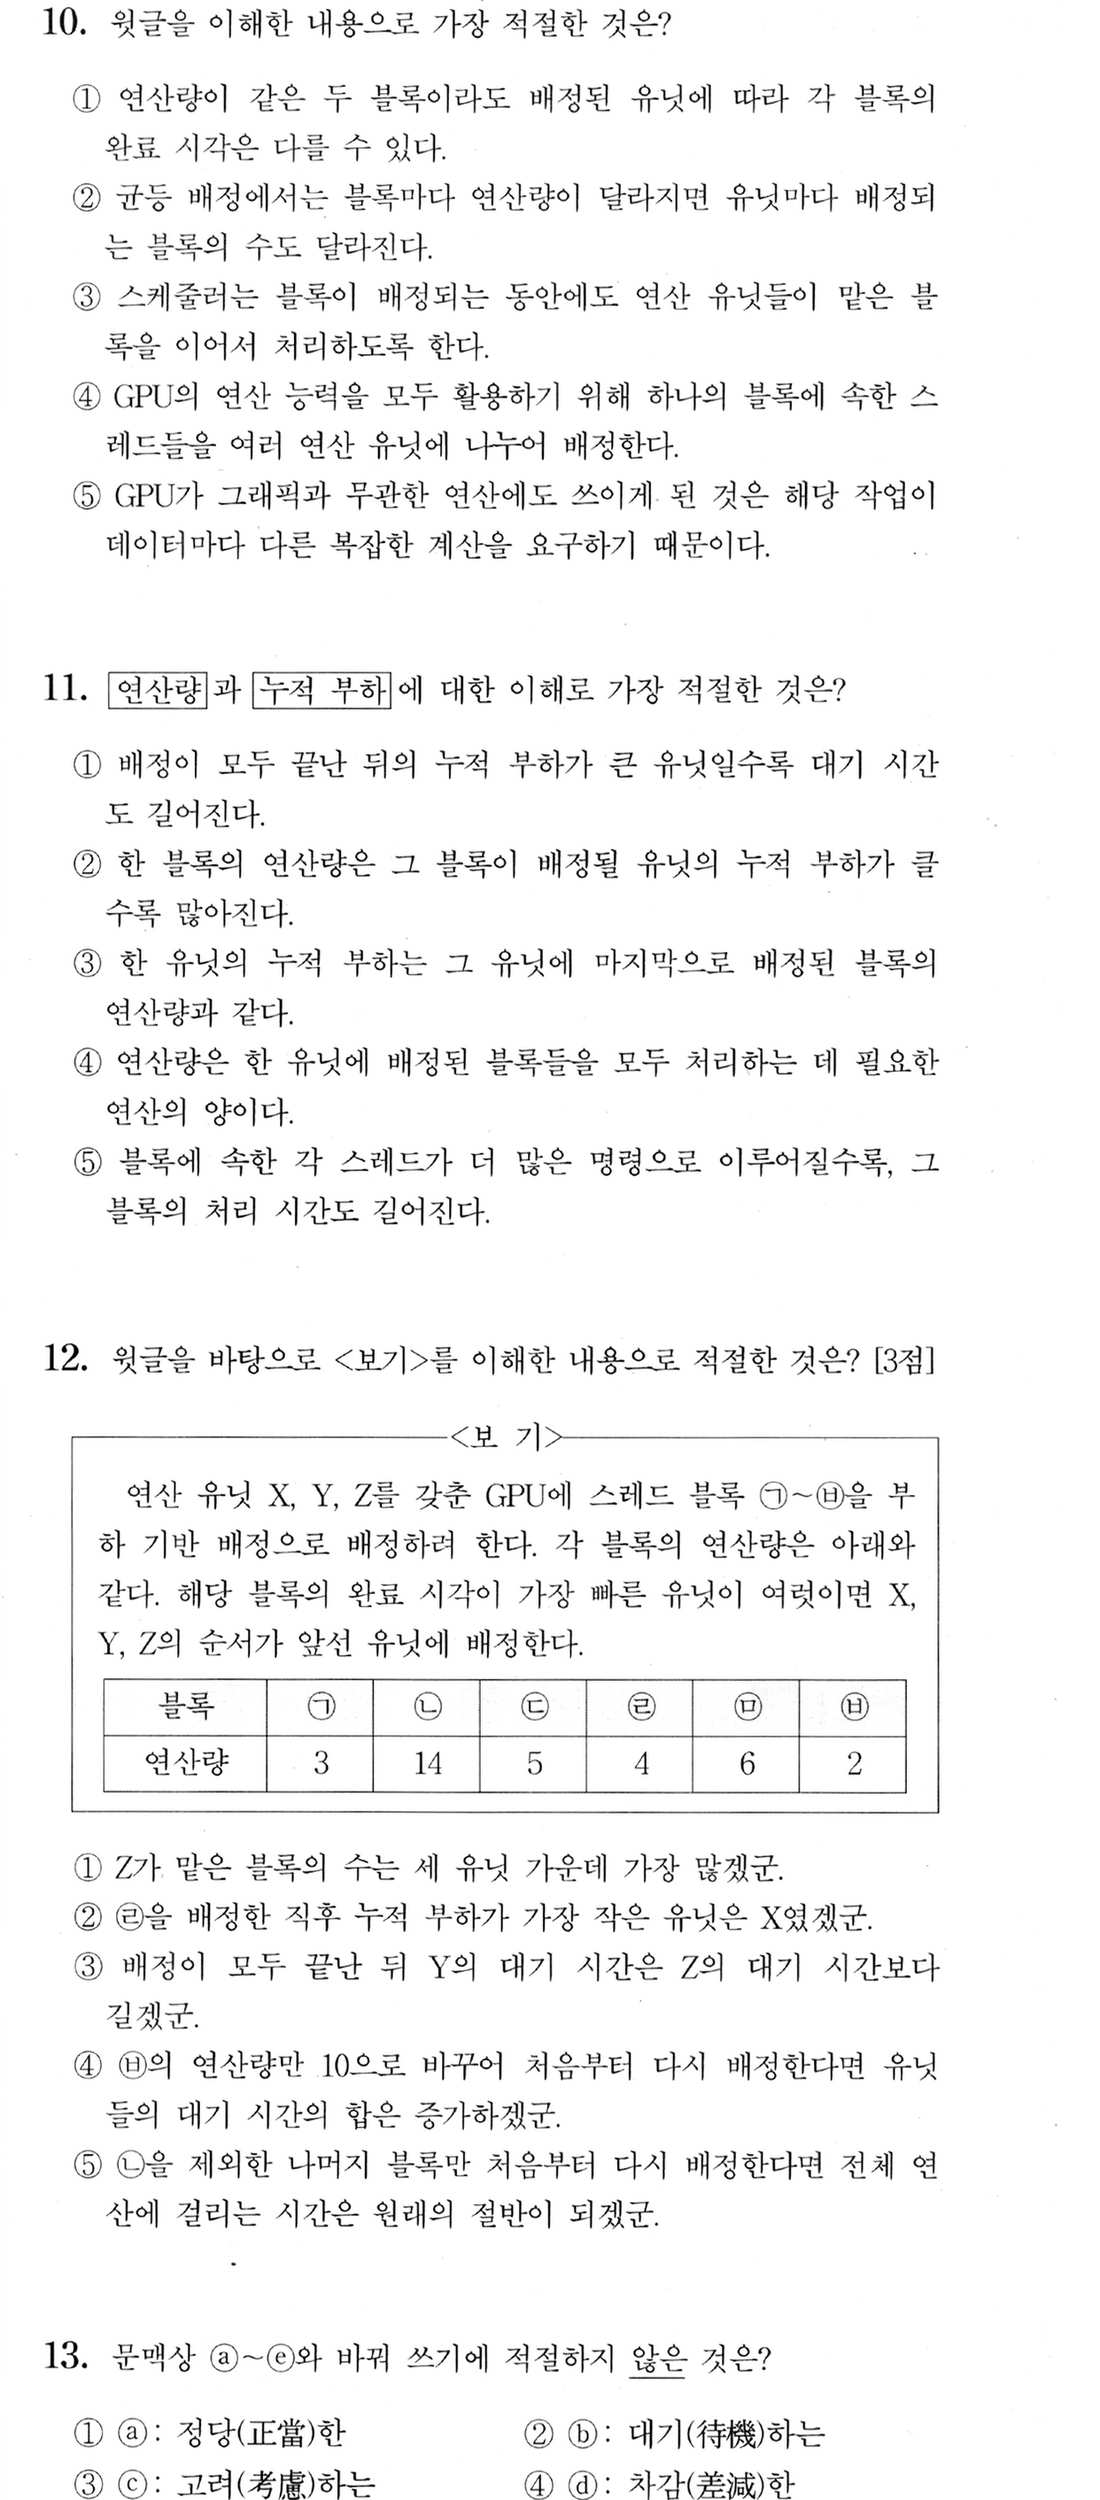 10. 윗글을 이해한 내용으로 가장 적절한 것은?
① 연산량이 같은 두 블록이라도 배정된 유닛에 따라 각 블록의
완료 시각은 다를 수 있다.
② 균등 배정에서는 블록마다 연산량이 달라지면 유닛마다 배정되
는 블록의 수도 달라진다.
③ 스케줄러는 블록이 배정되는 동안에도 연산 유닛들이 맡은 블
록을 이어서 처리하도록 한다.
④ GPU의 연산 능력을 모두 활용하기 위해 하나의 블록에 속한 스
레드들을 여러 연산 유닛에 나누어 배정한다.
⑤ GPU가 그래픽과 무관한 연산에도 쓰이게 된 것은 해당 작업이
데이터마다 다른 복잡한 계산을 요구하기 때문이다.
11. 연산량과 누적 부하에 대한 이해로 가장 적절한 것은?
① 배정이 모두 끝난 뒤의 누적 부하가 큰 유닛일수록 대기 시간
도 길어진다.
② 한 블록의 연산량은 그 블록이 배정될 유닛의 누적 부하가 클
수록 많아진다.
③ 한 유닛의 누적 부하는 그 유닛에 마지막으로 배정된 블록의
연산량과 같다.
④ 연산량은 한 유닛에 배정된 블록들을 모두 처리하는 데 필요한
연산의 양이다.
⑤ 블록에 속한 각 스레드가 더 많은 명령으로 이루어질수록, 그
블록의 처리 시간도 길어진다.
12. 윗글을 바탕으로 <보기>를 이해한 내용으로 적절한 것은? [3점]
<보 기>
연산 유닛 X, Y, Z를 갖춘 GPU에 스레드 블록 ㉠~㉥을 부
하 기반 배정으로 배정하려 한다. 각 블록의 연산량은 아래와
같다. 해당 블록의 완료 시각이 가장 빠른 유닛이 여럿이면 X,
Y, Z의 순서가 앞선 유닛에 배정한다.
블록 ㉠ ㉡ ㉢ ㉣ ㉤ ㉥
연산량 3 14 5 4 6 2
① Z가 맡은 블록의 수는 세 유닛 가운데 가장 많겠군.
② ㉣을 배정한 직후 누적 부하가 가장 작은 유닛은 X였겠군.
③ 배정이 모두 끝난 뒤 Y의 대기 시간은 Z의 대기 시간보다
길겠군.
④ ㉥의 연산량만 10으로 바꾸어 처음부터 다시 배정한다면 유닛
들의 대기 시간의 합은 증가하겠군.
⑤ ㉡을 제외한 나머지 블록만 처음부터 다시 배정한다면 전체 연
산에 걸리는 시간은 원래의 절반이 되겠군.
13. 문맥상 ⓐ~ⓔ와 바꿔 쓰기에 적절하지 않은 것은?
① ⓐ: 정당(正當)한 ② ⓑ: 대기(待機)하는
③ ⓒ: 고려(考慮)하는 ④ ⓓ: 차감(差減)한